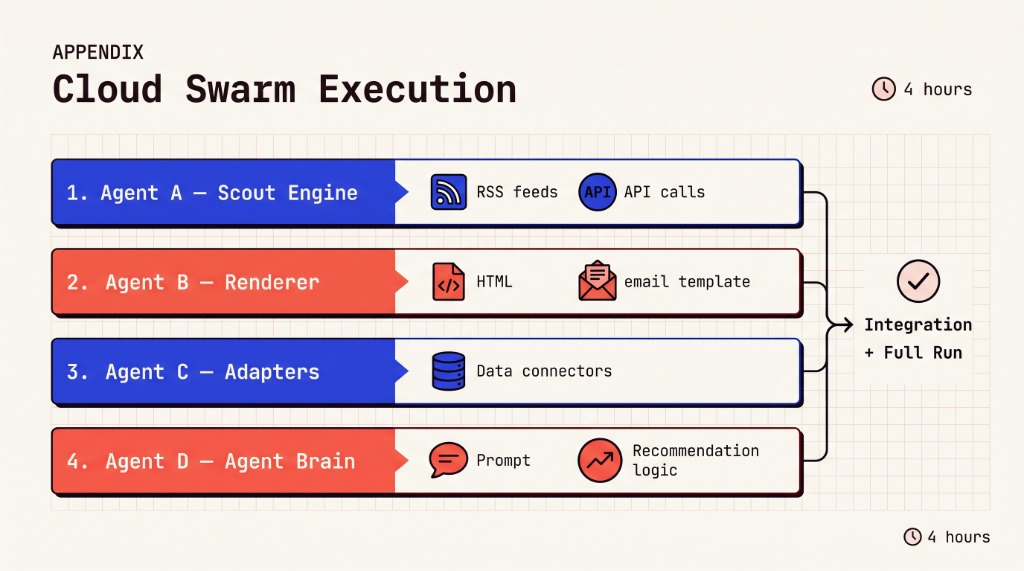 APPENDIX
Cloud Swarm Execution
4 hours
1. Agent A — Scout Engine
RSS feeds
API
API calls
2. Agent B — Renderer
</>
HTML
email template
3. Agent C — Adapters
Data connectors
4. Agent D — Agent Brain
Prompt
Recommendation
logic
Integration
+ Full Run
4 hours